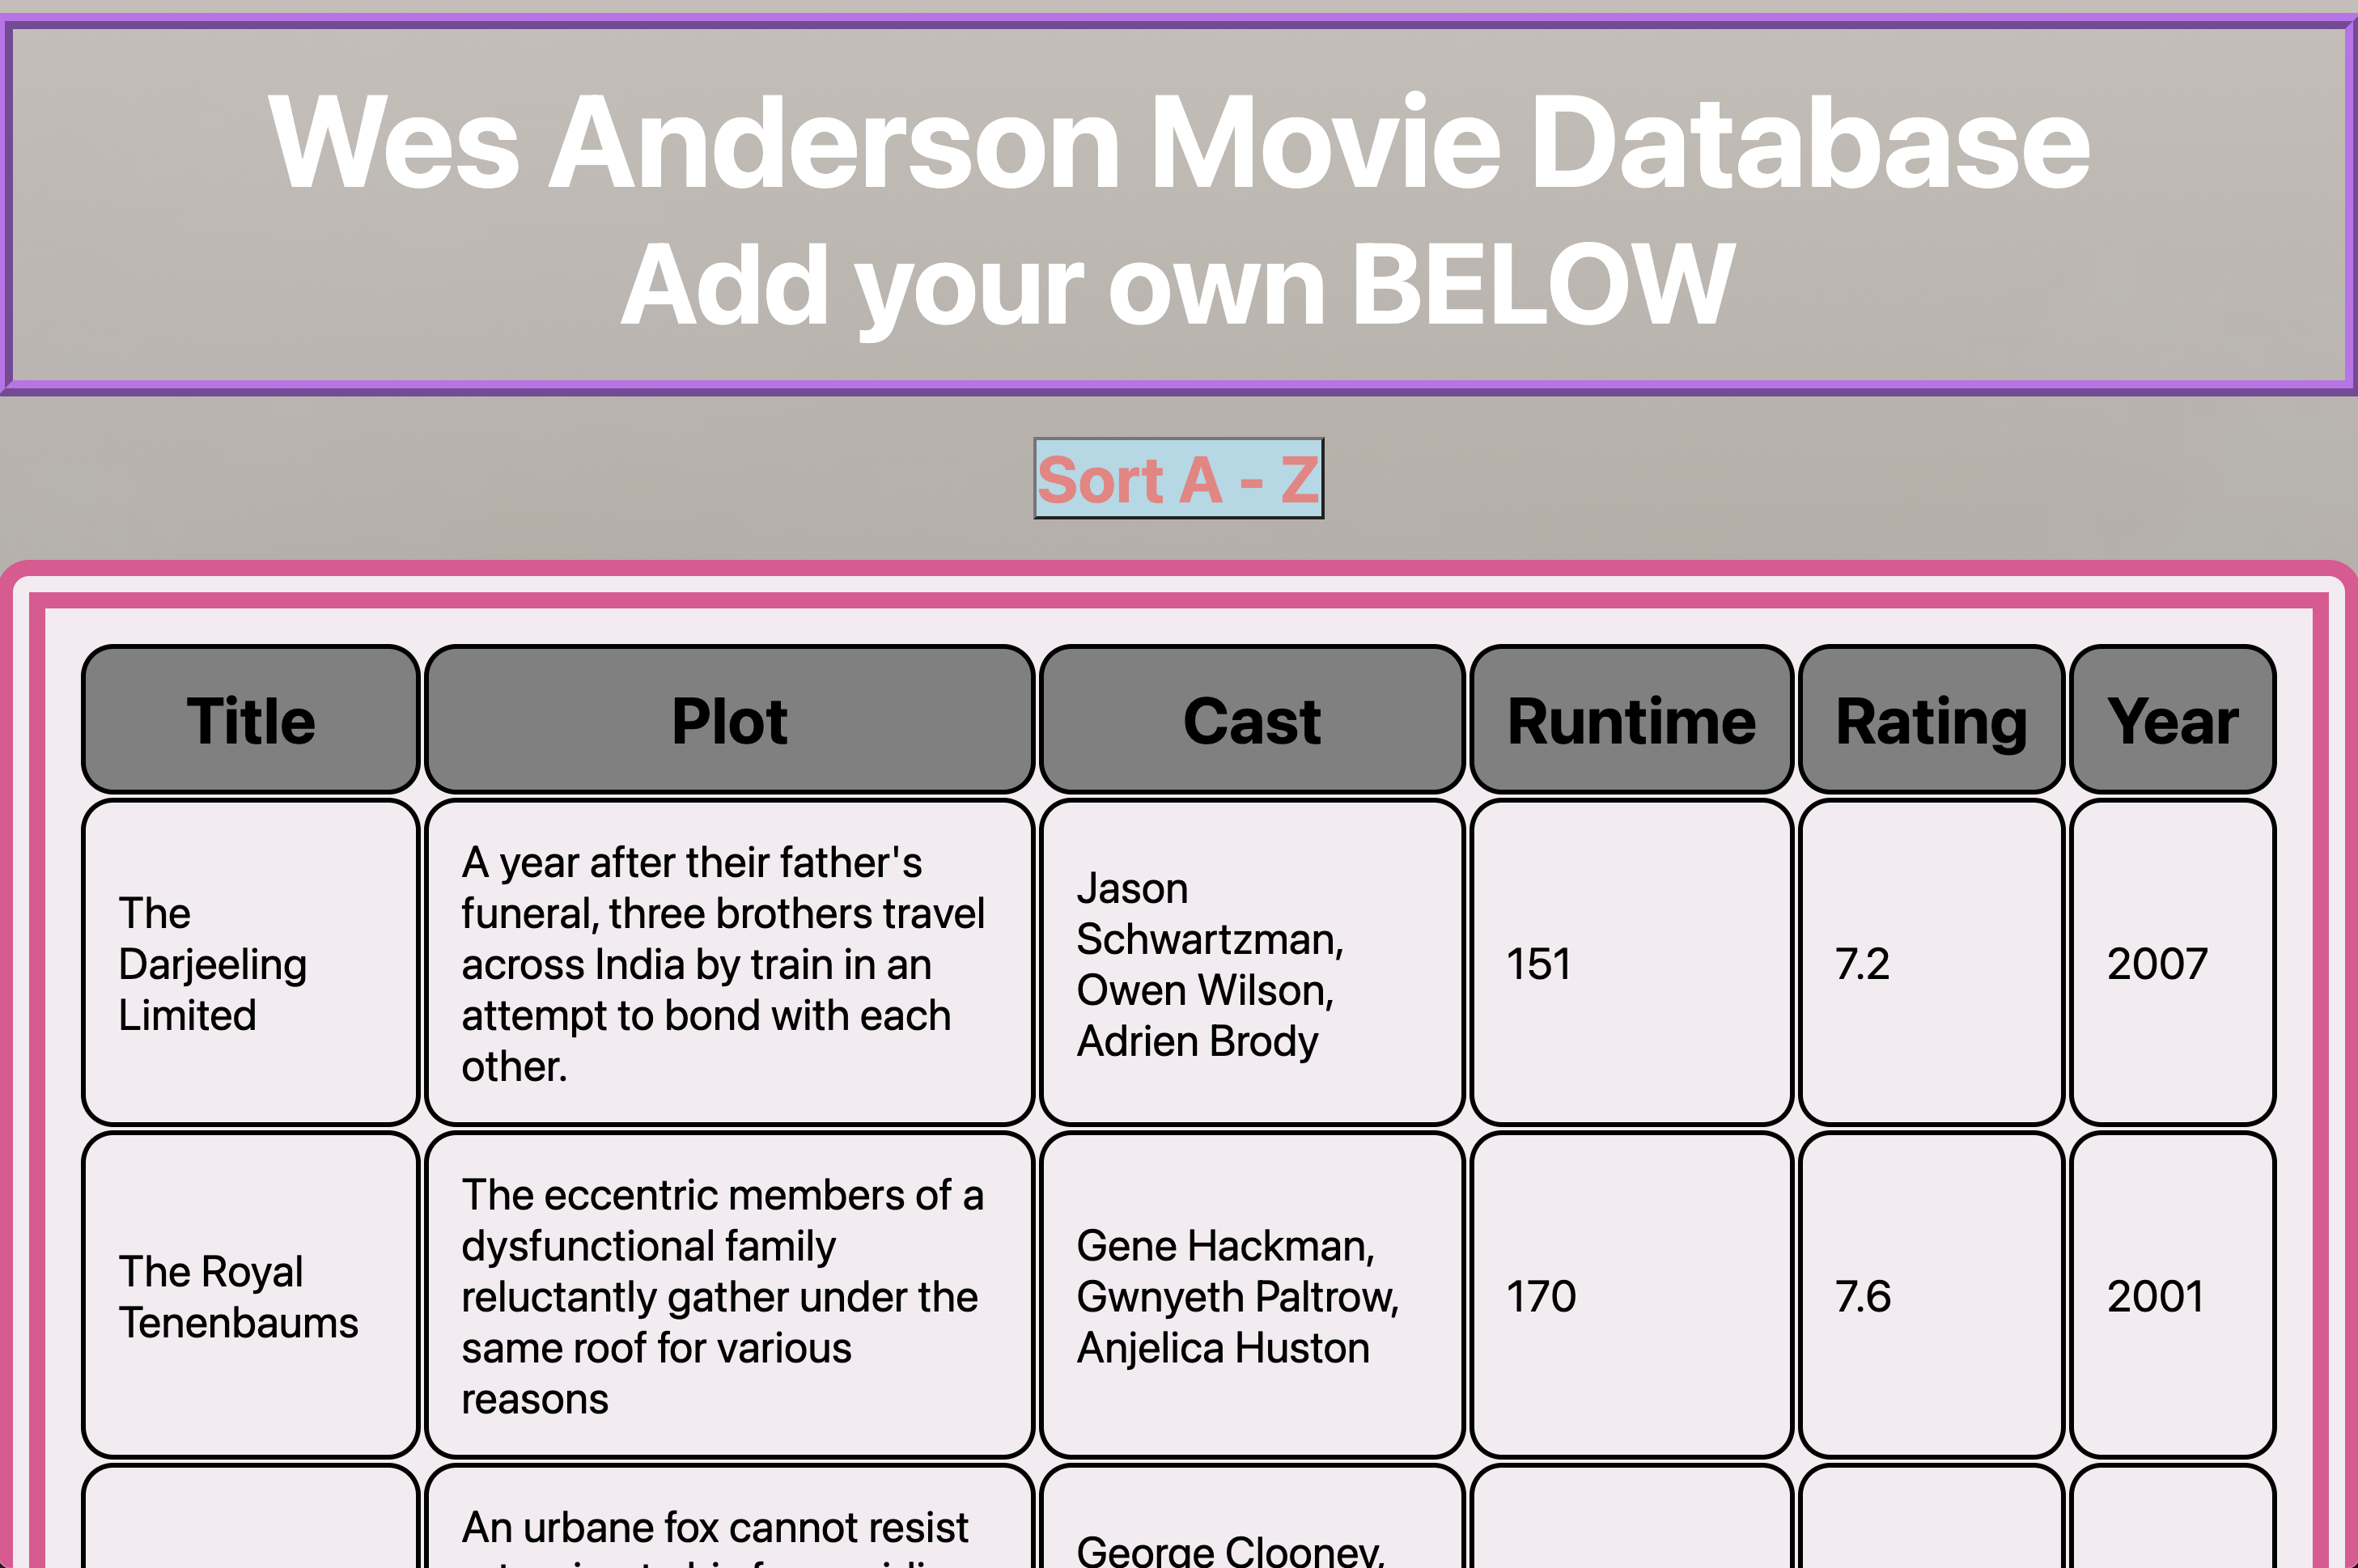 Wes Anderson Movie Database
Add your own BELOW
Sort A - Z
Title Plot Cast Runtime Rating Year
The
Darjeeling
Limited
A year after their father's
funeral, three brothers travel
across India by train in an
attempt to bond with each
other.
Jason
Schwartzman,
Owen Wilson,
Adrien Brody
151
7.2
2007
The Royal
Tenenbaums
The eccentric members of a
dysfunctional family
reluctantly gather under the
same roof for various
reasons
Gene Hackman,
Gwnyeth Paltrow,
Anjelica Huston
170
7.6
2001
An urbane fox cannot resist
George Clooney,